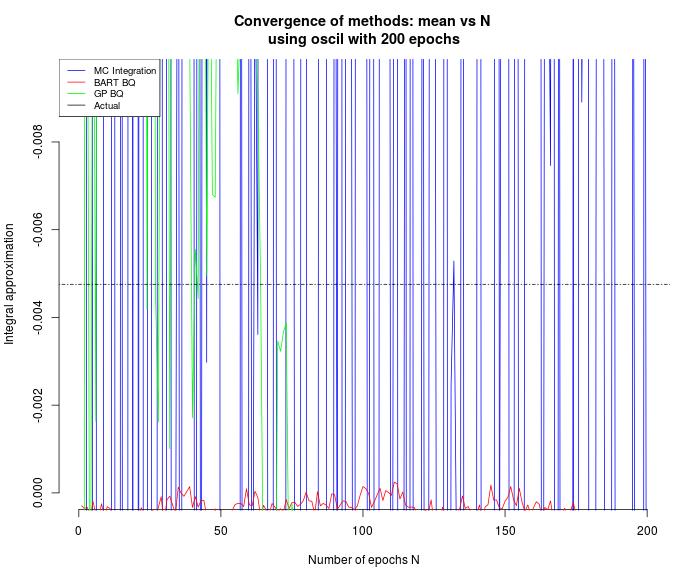 Convergence of methods: mean vs N
using oscil with 200 epochs
MC Integration
BART BQ
GP BQ
Actual
Integral approximation
-0.008
-0.006
-0.004
-0.002
0.000
0 50 100 150 200
Number of epochs N